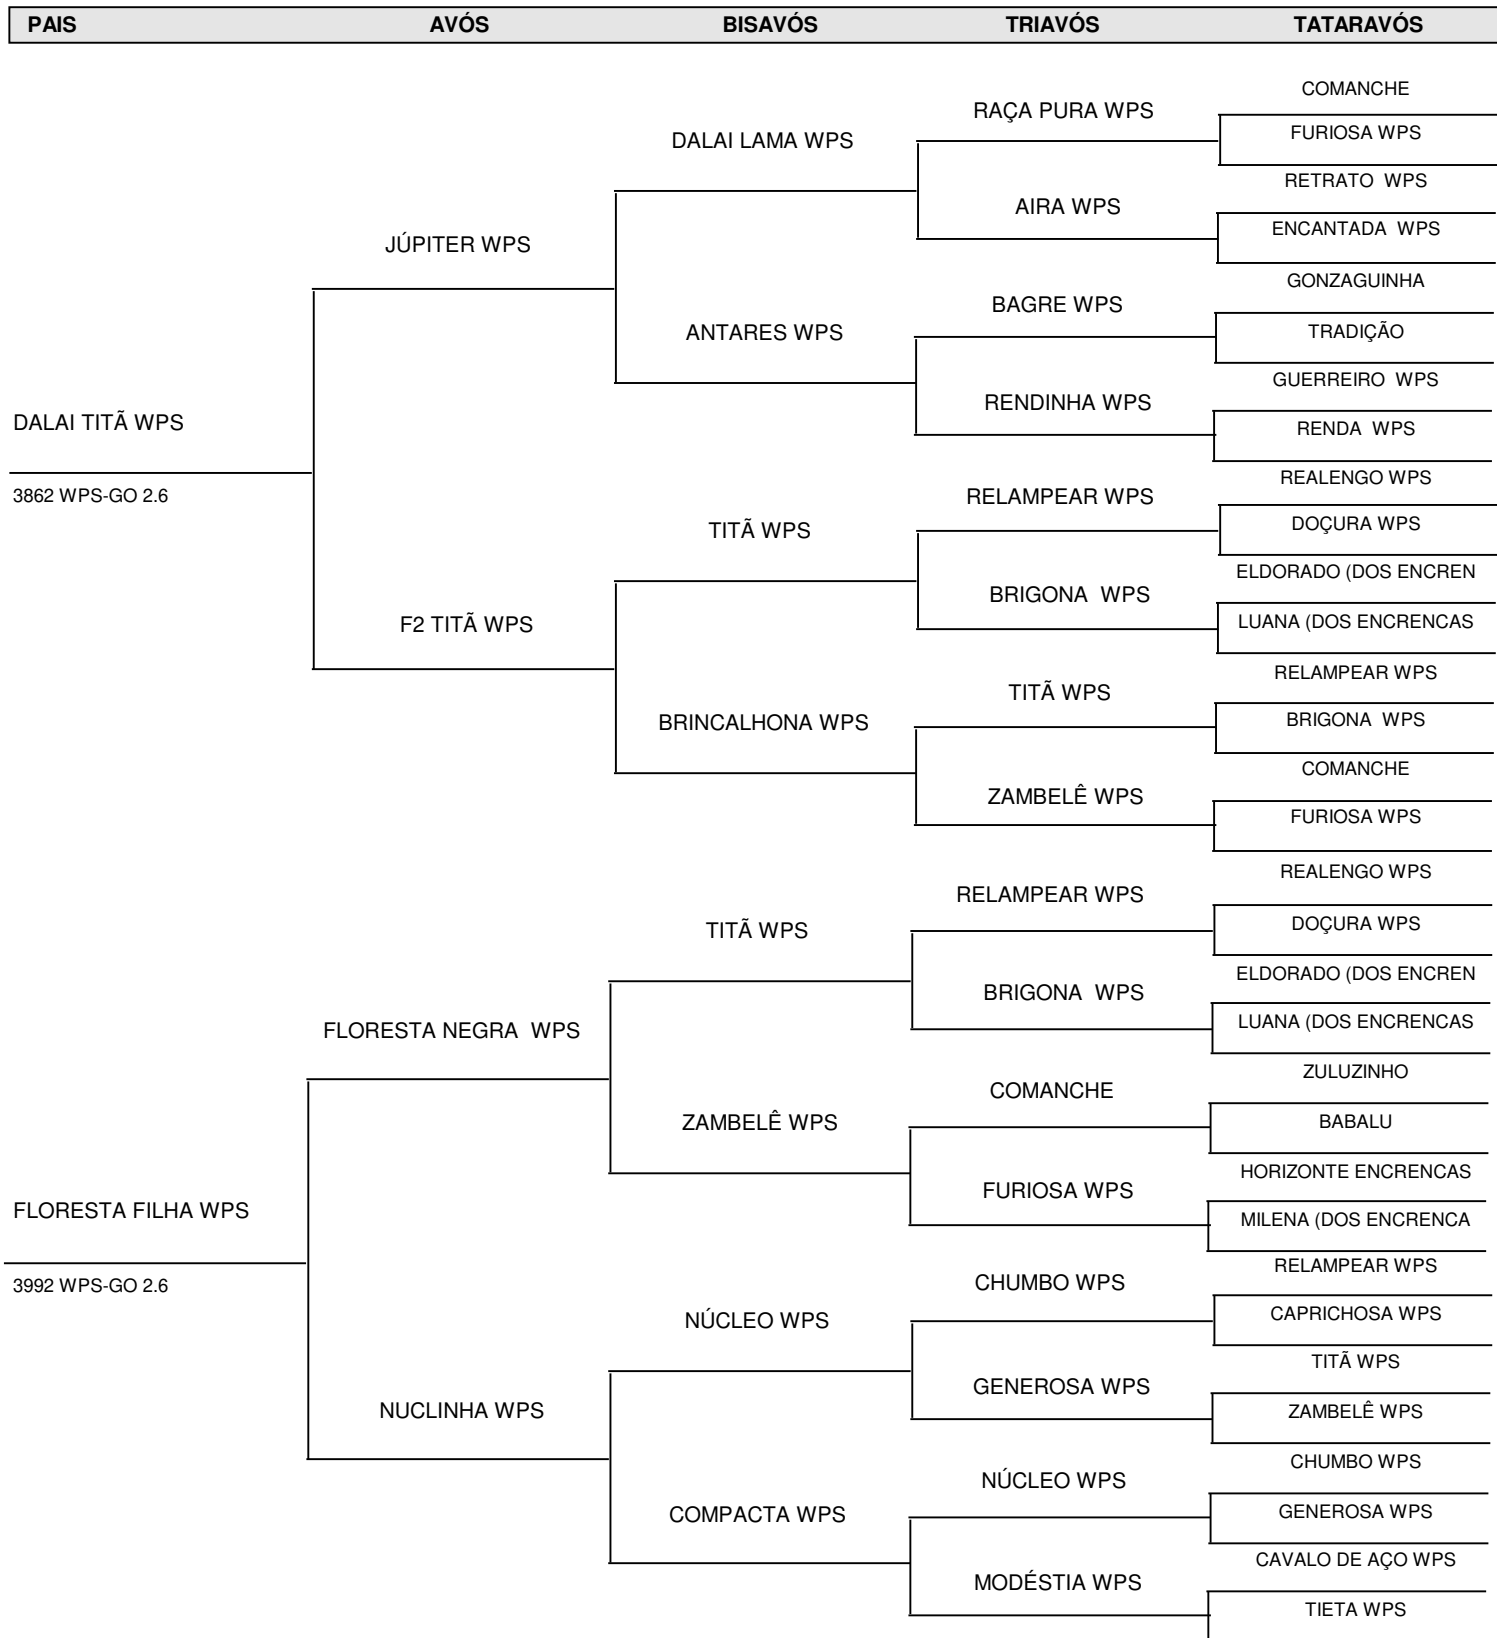 PAIS AVÓS BISAVÓS TRIAVÓS TATARAVÓS
COMANCHE
RAÇA PURA WPS
FURIOSA WPS
DALAI LAMA WPS
RETRATO WPS
AIRA WPS
ENCANTADA WPS
JÚPITER WPS
GONZAGUINHA
BAGRE WPS
ANTARES WPS
TRADIÇÃO
GUERREIRO WPS
RENDINHA WPS
DALAI TITÃ WPS
RENDA WPS
REALENGO WPS
3862 WPS-GO 2.6
RELAMPEAR WPS
DOÇURA WPS
TITÃ WPS
ELDORADO (DOS ENCREN
BRIGONA WPS
LUANA (DOS ENCRENCAS
F2 TITÃ WPS
RELAMPEAR WPS
TITÃ WPS
BRIGONA WPS
BRINCALHONA WPS
COMANCHE
ZAMBELÊ WPS
FURIOSA WPS
REALENGO WPS
RELAMPEAR WPS
DOÇURA WPS
TITÃ WPS
ELDORADO (DOS ENCREN
BRIGONA WPS
LUANA (DOS ENCRENCAS
FLORESTA NEGRA WPS
ZULUZINHO
COMANCHE
BABALU
ZAMBELÊ WPS
HORIZONTE ENCRENCAS
FURIOSA WPS
FLORESTA FILHA WPS
MILENA (DOS ENCRENCA
RELAMPEAR WPS
3992 WPS-GO 2.6
CHUMBO WPS
CAPRICHOSA WPS
NÚCLEO WPS
TITÃ WPS
GENEROSA WPS
NUCLINHA WPS
ZAMBELÊ WPS
CHUMBO WPS
NÚCLEO WPS
GENEROSA WPS
COMPACTA WPS
CAVALO DE AÇO WPS
MODÉSTIA WPS
TIETA WPS